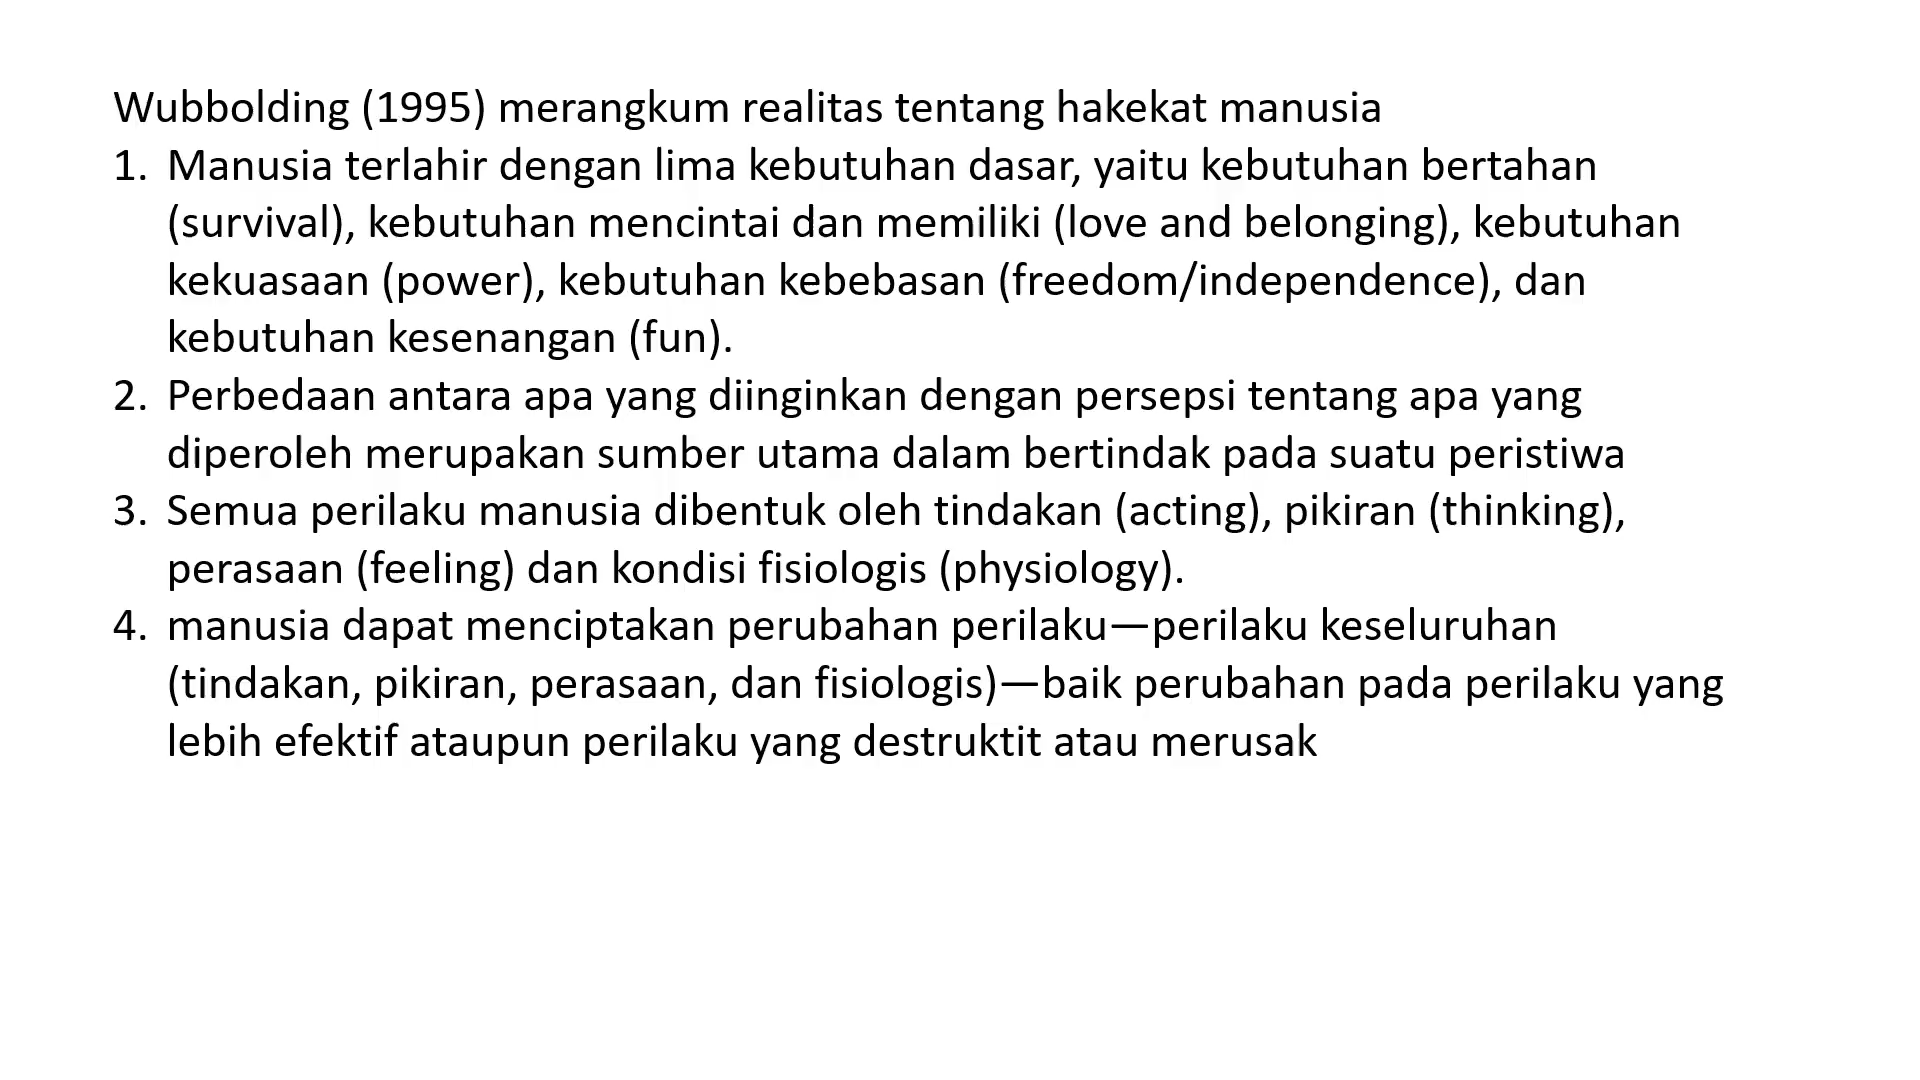 Wubbolding (1995) merangkum realitas tentang hakekat manusia
1. Manusia terlahir dengan lima kebutuhan dasar, yaitu kebutuhan bertahan
(survival), kebutuhan mencintai dan memiliki (love and belonging), kebutuhan
kekuasaan (power), kebutuhan kebebasan (freedom/independence), dan
kebutuhan kesenangan (fun).
2. Perbedaan antara apa yang diinginkan dengan persepsi tentang apa yang
diperoleh merupakan sumber utama dalam bertindak pada suatu peristiwa
3. Semua perilaku manusia dibentuk oleh tindakan (acting), pikiran (thinking),
perasaan (feeling) dan kondisi fisiologis (physiology).
4. manusia dapat menciptakan perubahan perilaku—perilaku keseluruhan
(tindakan, pikiran, perasaan, dan fisiologis)—baik perubahan pada perilaku yang
lebih efektif ataupun perilaku yang destruktit atau merusak